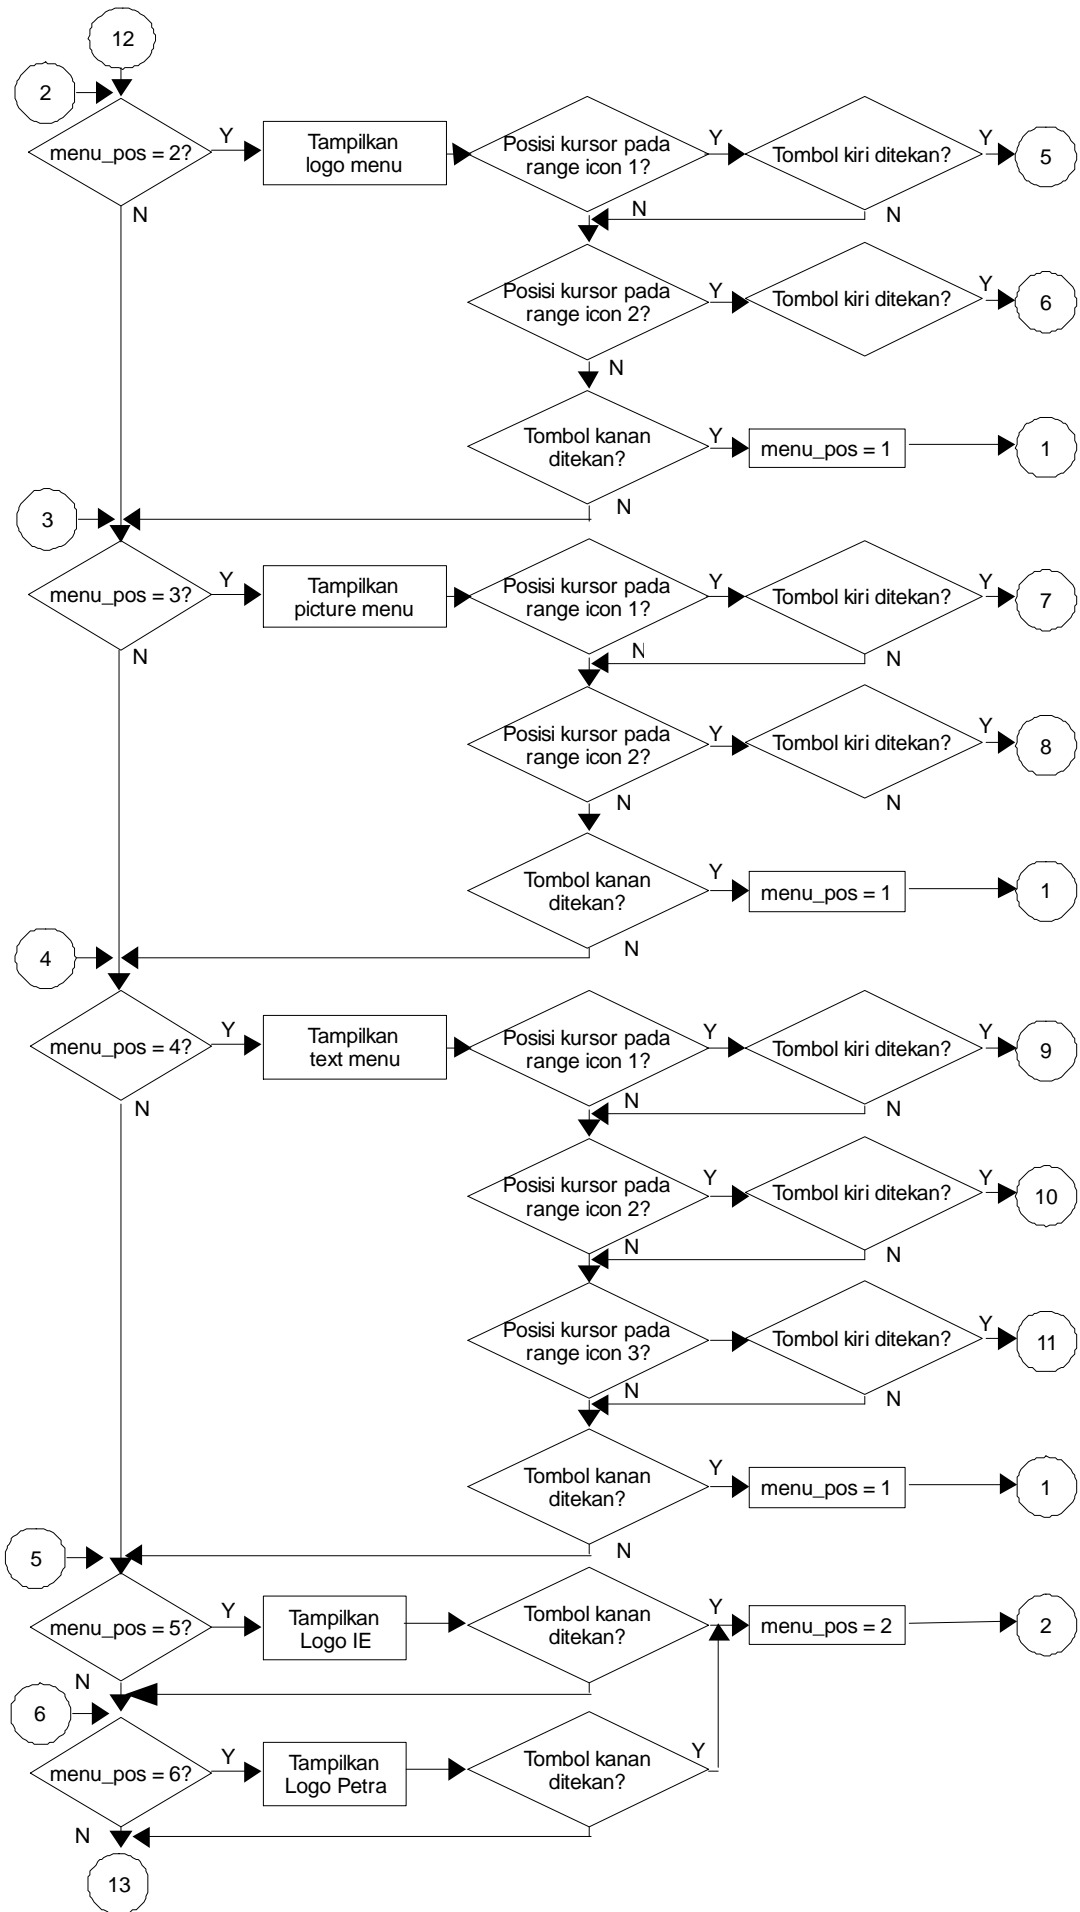 12
2
menu_pos = 2?
Y
Tampilkan
logo menu
Posisi kursor pada
range icon 1?
Y
Tombol kiri ditekan?
Y
5
N
N
N
Posisi kursor pada
range icon 2?
Y
Tombol kiri ditekan?
Y
6
N
Tombol kanan
ditekan?
Y
menu_pos = 1
1
N
3
menu_pos = 3?
Y
Tampilkan
picture menu
Posisi kursor pada
range icon 1?
Y
Tombol kiri ditekan?
Y
7
N
N
N
Posisi kursor pada
range icon 2?
Y
Tombol kiri ditekan?
Y
8
N
N
Tombol kanan
ditekan?
Y
menu_pos = 1
1
N
4
menu_pos = 4?
Y
Tampilkan
text menu
Posisi kursor pada
range icon 1?
Y
Tombol kiri ditekan?
Y
9
N
N
N
Posisi kursor pada
range icon 2?
Y
Tombol kiri ditekan?
Y
10
N
N
Posisi kursor pada
range icon 3?
Tombol kiri ditekan?
Y
11
N
N
Tombol kanan
ditekan?
Y
menu_pos = 1
1
N
5
menu_pos = 5?
Y
Tampilkan
Logo IE
Tombol kanan
ditekan?
Y
menu_pos = 2
2
N
6
menu_pos = 6?
Y
Tampilkan
Logo Petra
Tombol kanan
ditekan?
Y
N
13